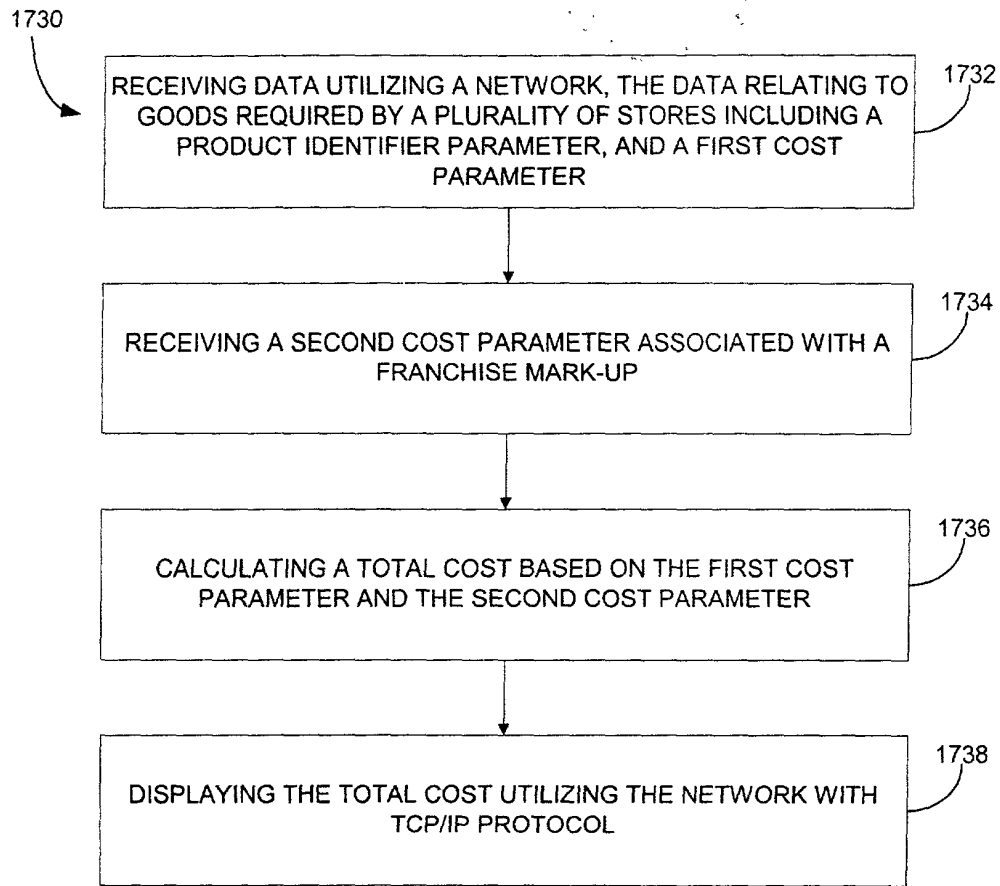 1730
RECEIVING DATA UTILIZING A NETWORK, THE DATA RELATING TO
GOODS REQUIRED BY A PLURALITY OF STORES INCLUDING A
PRODUCT IDENTIFIER PARAMETER, AND A FIRST COST
PARAMETER
1732
RECEIVING A SECOND COST PARAMETER ASSOCIATED WITH A
FRANCHISE MARK-UP
1734
CALCULATING A TOTAL COST BASED ON THE FIRST COST
PARAMETER AND THE SECOND COST PARAMETER
1736
DISPLAYING THE TOTAL COST UTILIZING THE NETWORK WITH
TCP/IP PROTOCOL
1738